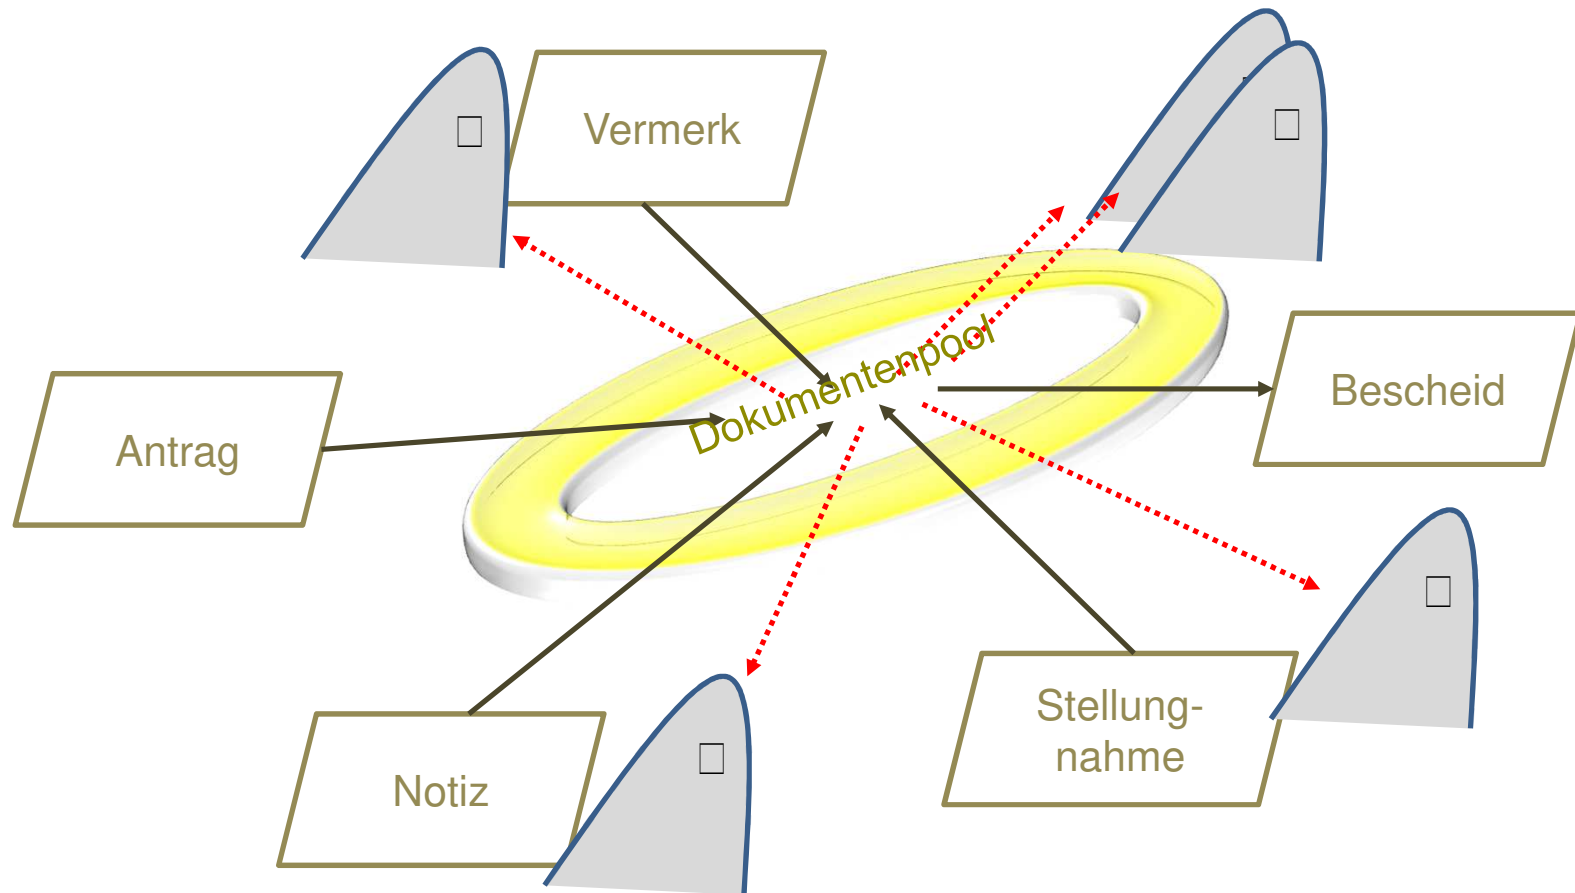 Vermerk
Dokumentenpool
Bescheid
Antrag
Stellung-
nahme
Notiz